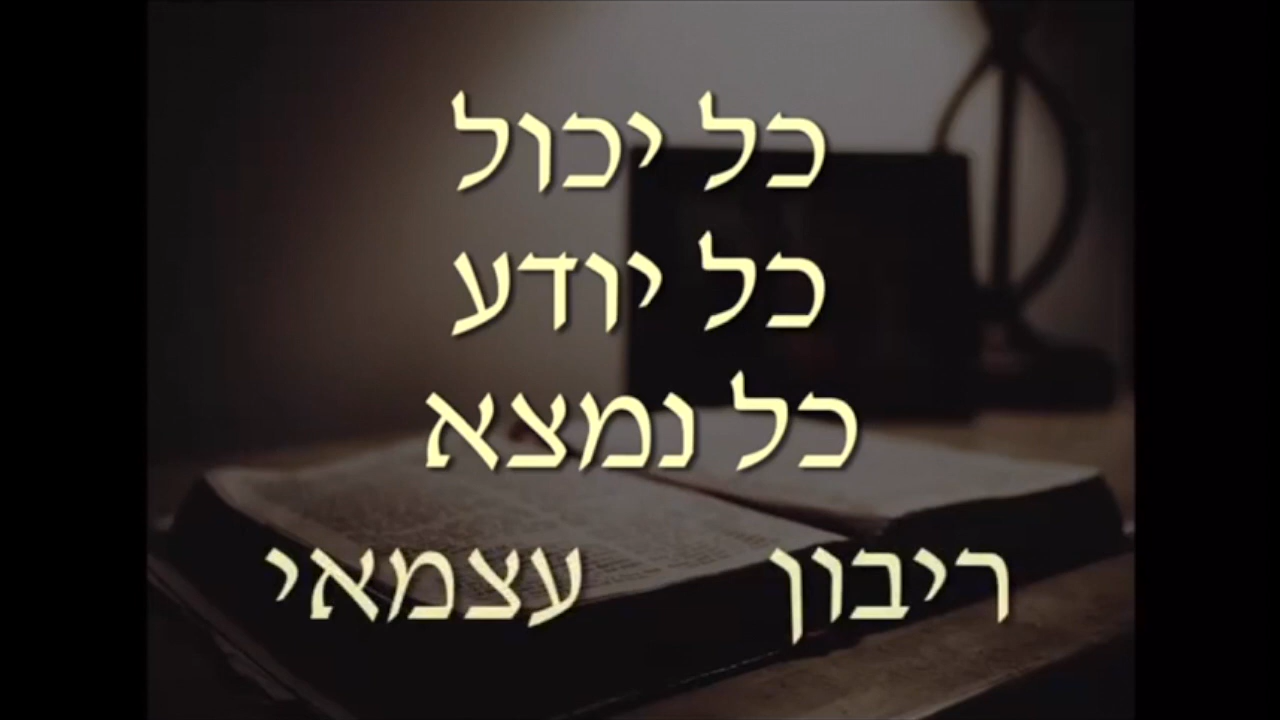 כל יכול
כל יודע
כל נמצא
ריבון עצמאי